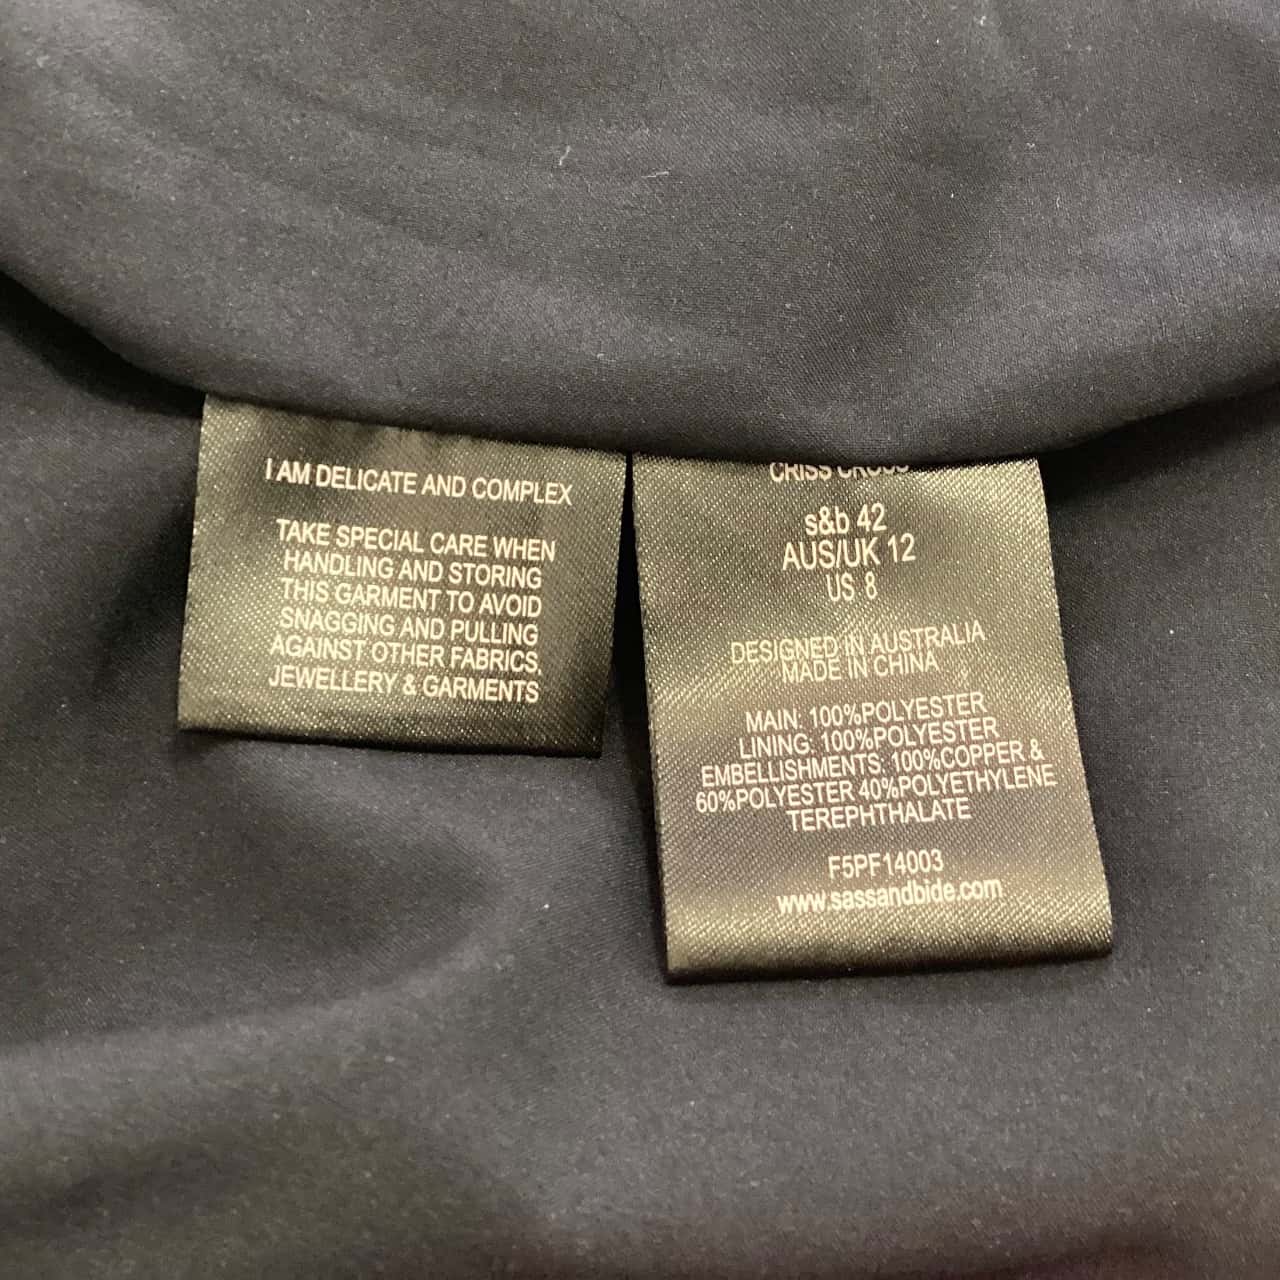 I AM DELICATE AND COMPLEX
TAKE SPECIAL CARE WHEN
HANDLING AND STORING
THIS GARMENT TO AVOID
SNAGGING AND PULLING
AGAINST OTHER FABRICS,
JEWELLERY & GARMENTS
CRISS CROSS
s&b 42
AUS/UK 12
US 8
DESIGNED IN AUSTRALIA
MADE IN CHINA
MAIN: 100%POLYESTER
LINING: 100%POLYESTER
EMBELLISHMENTS: 100%COPPER &
60%POLYESTER 40%POLYETHYLENE
TEREPHTHALATE
F5PF14003
www.sassandbide.com